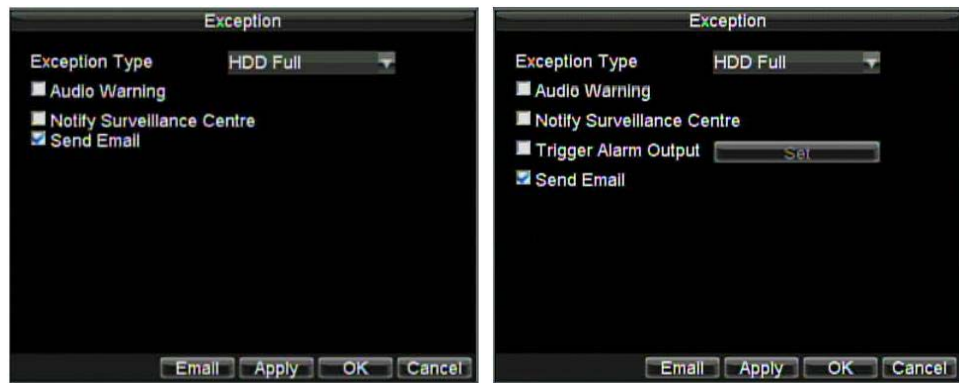 Exception
Exception Type HDD Full
Audio Warning
Notify Surveillance Centre
Send Email
Email Apply OK Cancel
Exception
Exception Type HDD Full
Audio Warning
Notify Surveillance Centre
Trigger Alarm Output Set
Send Email
Email Apply OK Cancel